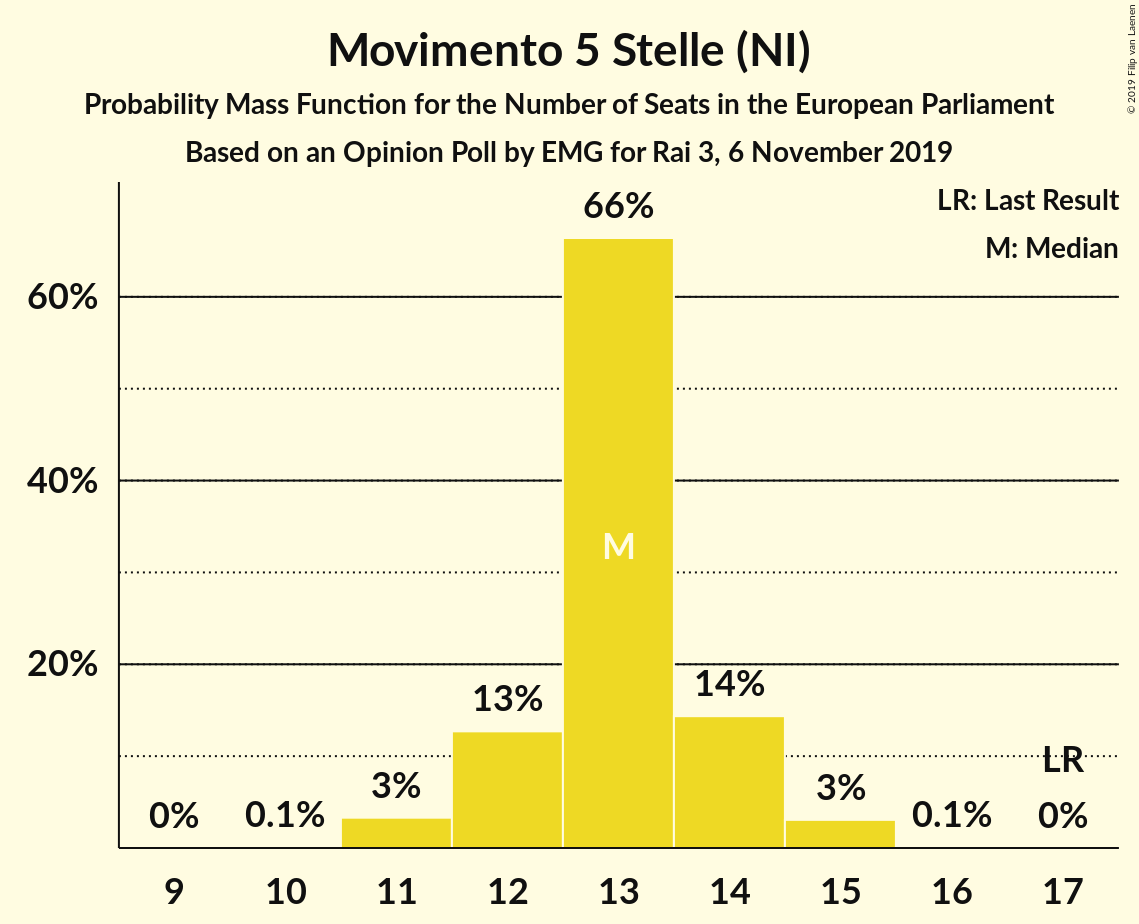 Movimento 5 Stelle (NI)
Probability Mass Function for the Number of Seats in the European Parliament
Based on an Opinion Poll by EMG for Rai 3, 6 November 2019
© 2019 Filip van Laenen
LR: Last Result
M: Median
60%
40%
20%
0%
0.1%
3%
13%
66%
M
14%
3%
0.1%
LR
0%
9 10 11 12 13 14 15 16 17